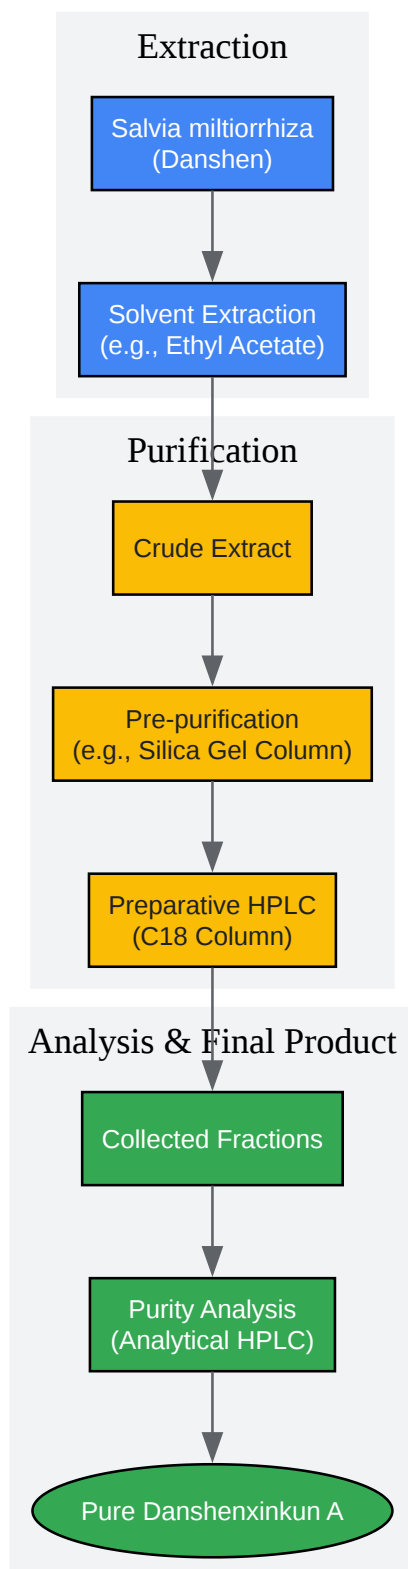 Extraction
Salvia miltiorrhiza
(Danshen)
Solvent Extraction
(e.g., Ethyl Acetate)
Purification
Crude Extract
Pre-purification
(e.g., Silica Gel Column)
Preparative HPLC
(C18 Column)
Analysis & Final Product
Collected Fractions
Purity Analysis
(Analytical HPLC)
Pure Danshenxinkun A